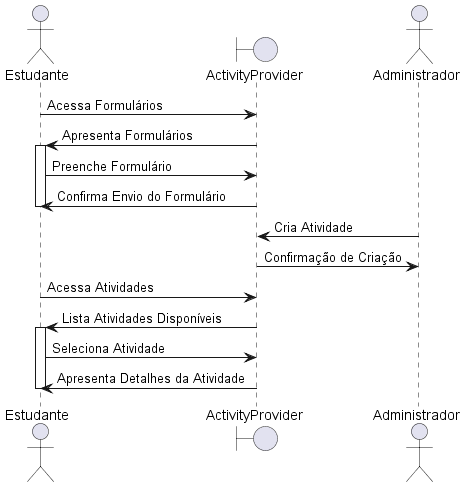 Estudante
ActivityProvider
Administrador
Acessa Formulários
Apresenta Formulários
Preenche Formulário
Confirma Envio do Formulário
Cria Atividade
Confirmação de Criação
Acessa Atividades
Lista Atividades Disponíveis
Seleciona Atividade
Apresenta Detalhes da Atividade
Estudante
ActivityProvider
Administrador